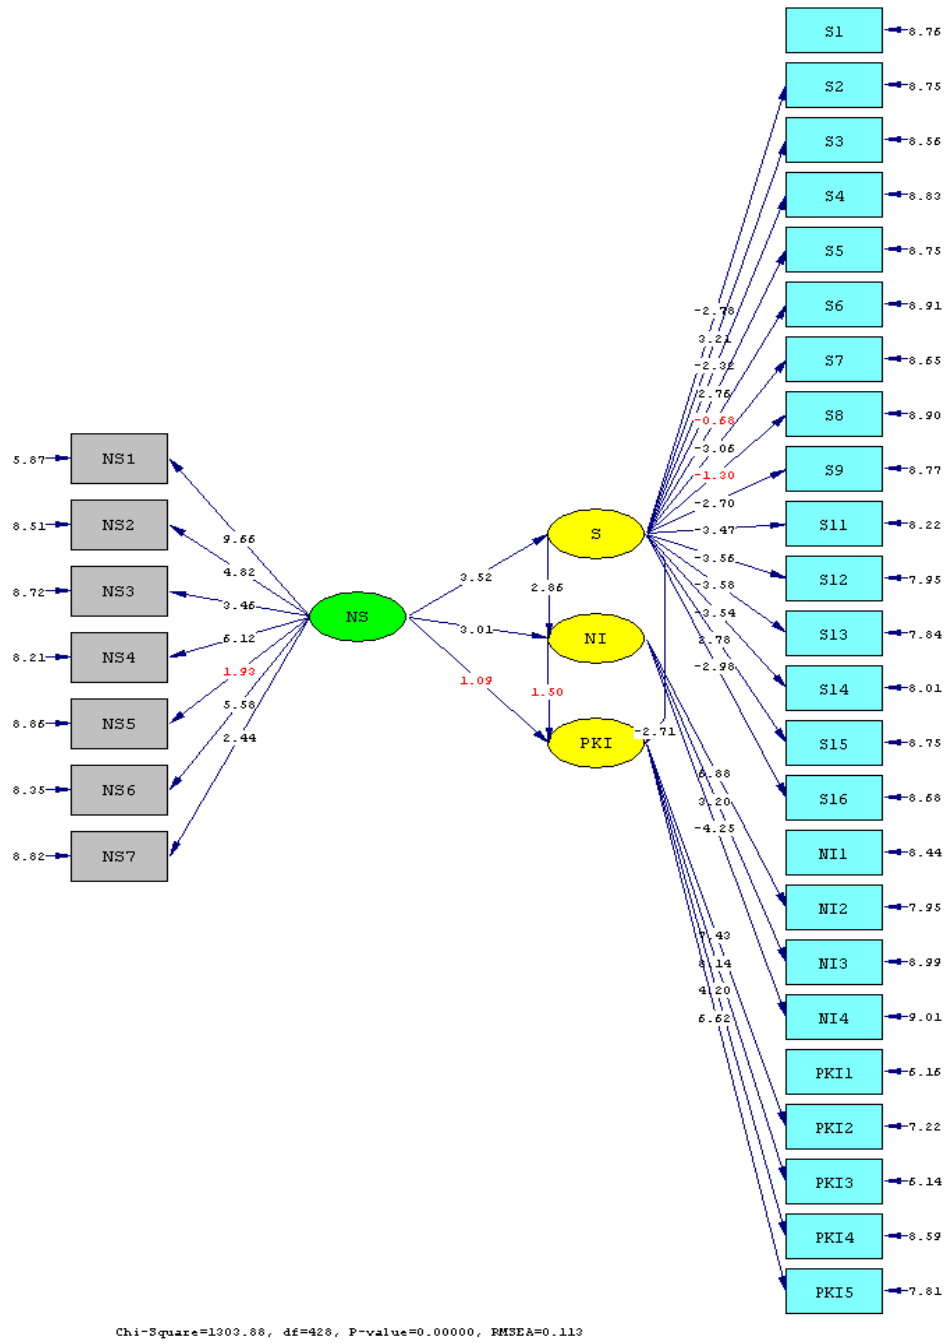 S1 8.76
S2 8.75
S3 8.56
S4 8.83
S5 8.75
S6 8.91
S7 8.65
S8 8.90
S9 8.77
S11 8.22
S12 7.95
S13 7.84
S14 8.01
S15 8.75
S16 8.68
NI1 8.44
NI2 7.95
NI3 8.99
NI4 9.01
PKI1 6.16
PKI2 7.22
PKI3 6.14
PKI4 8.59
PKI5 7.81
-2.78
3.21
-2.32
2.76
-0.68
-3.06
-1.30
-2.70
-3.47
-3.56
-3.58
-3.54
2.78
-2.98
5.87 NS1
8.51 NS2
8.72 NS3
8.21 NS4
8.86 NS5
8.35 NS6
8.82 NS7
9.66
4.82
3.46
6.12
1.93
5.58
2.44
NS
3.52
3.01
1.09
S
2.86
NI
1.50
PKI
-2.71
6.88
3.20
-4.25
7.43
8.14
4.20
6.62
Chi-Square=1303.88, df=428, P-value=0.00000, RMSEA=0.113